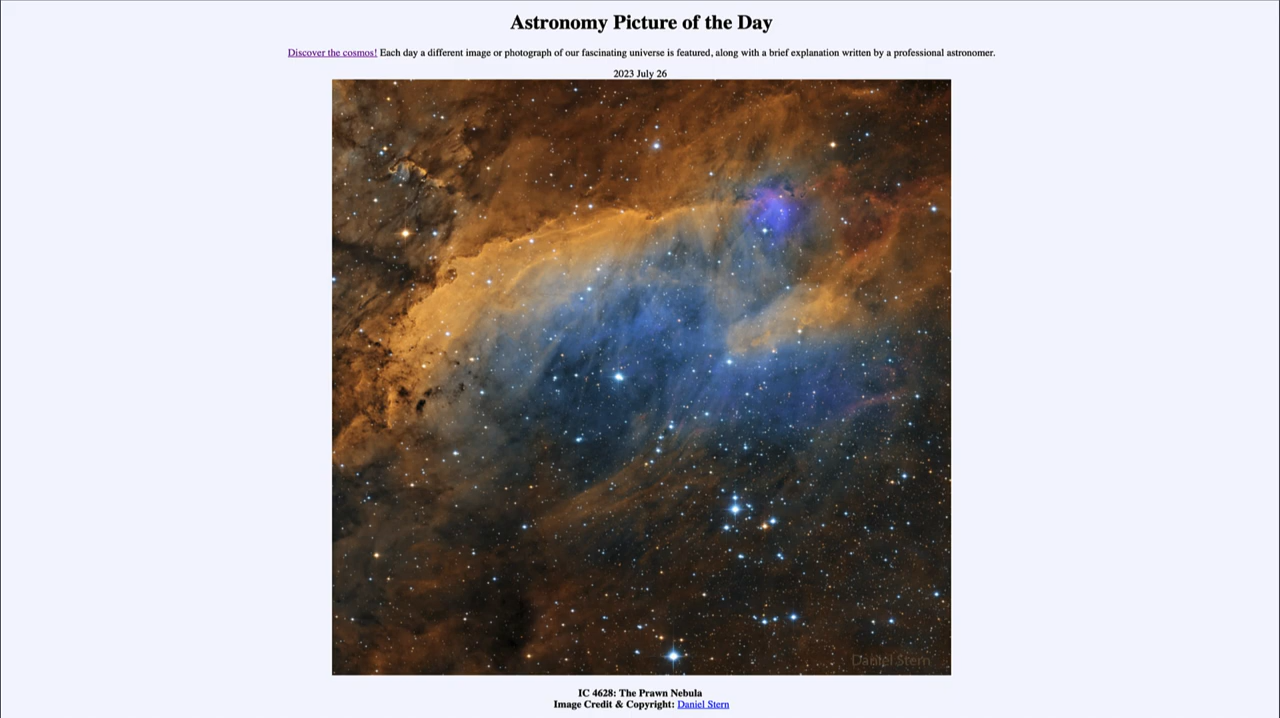 Astronomy Picture of the Day
Discover the cosmos! Each day a different image or photograph of our fascinating universe is featured, along with a brief explanation written by a professional astronomer.
2023 July 26
Daniel Stern
IC 4628: The Prawn Nebula
Image Credit & Copyright: Daniel Stern